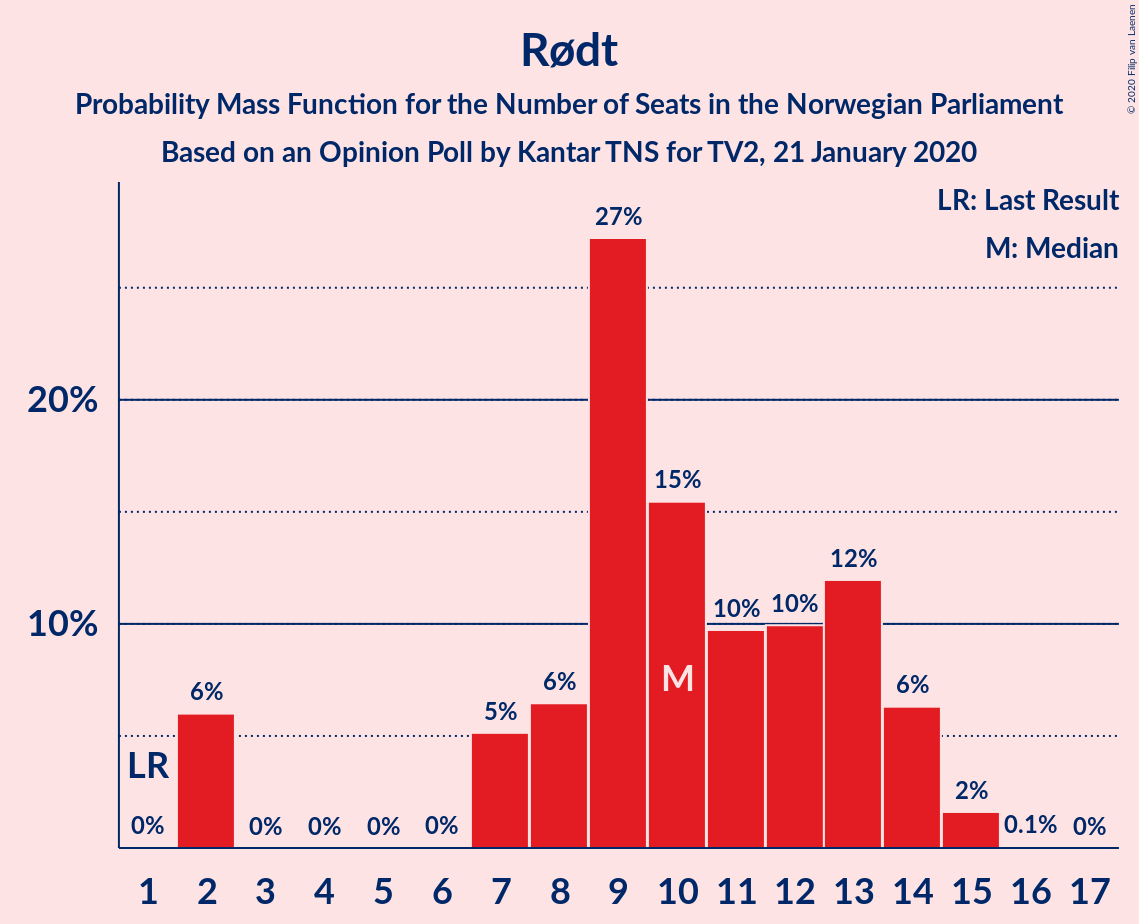 Rødt
Probability Mass Function for the Number of Seats in the Norwegian Parliament
Based on an Opinion Poll by Kantar TNS for TV2, 21 January 2020
© 2020 Filip van Laenen
LR: Last Result
M: Median
20%
10%
LR
0%
6%
0%
0%
0%
0%
5%
6%
27%
15%
M
10%
10%
12%
6%
2%
0.1%
0%
1 2 3 4 5 6 7 8 9 10 11 12 13 14 15 16 17